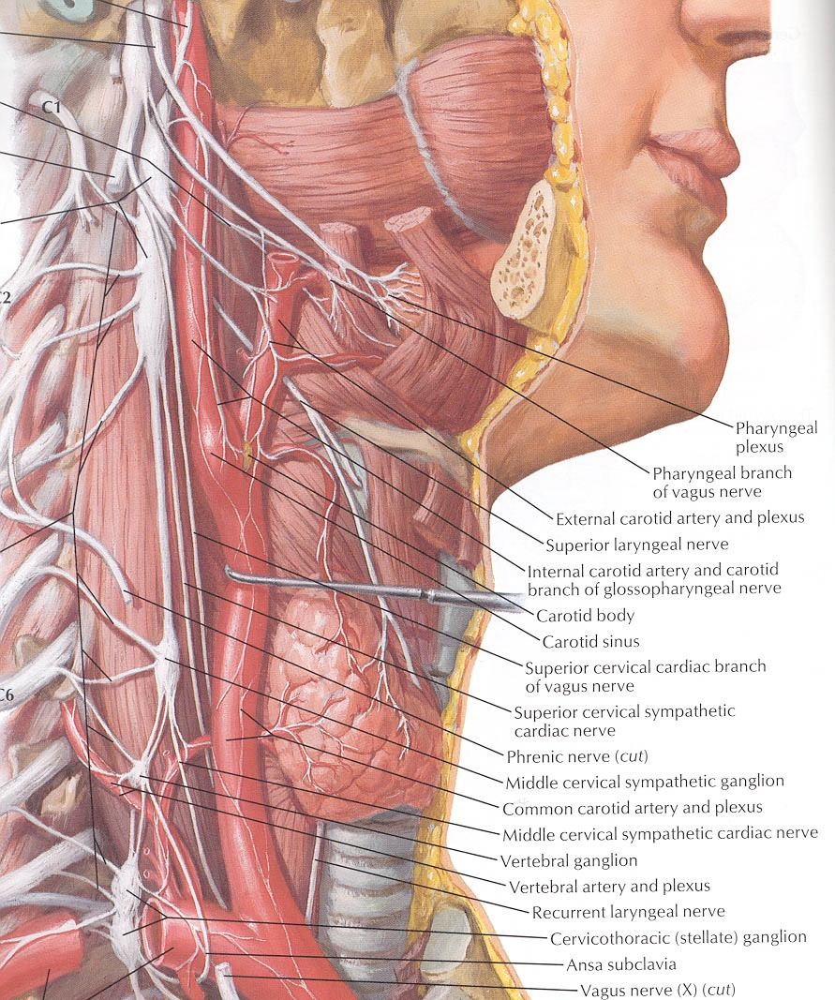 C1
C2
C6
Pharyngeal
plexus
Pharyngeal branch
of vagus nerve
External carotid artery and plexus
Superior laryngeal nerve
Internal carotid artery and carotid
branch of glossopharyngeal nerve
Carotid body
Carotid sinus
Superior cervical cardiac branch
of vagus nerve
Superior cervical sympathetic
cardiac nerve
Phrenic nerve (cut)
Middle cervical sympathetic ganglion
Common carotid artery and plexus
Middle cervical sympathetic cardiac nerve
Vertebral ganglion
Vertebral artery and plexus
Recurrent laryngeal nerve
Cervicothoracic (stellate) ganglion
Ansa subclavia
Vagus nerve (X) (cut)